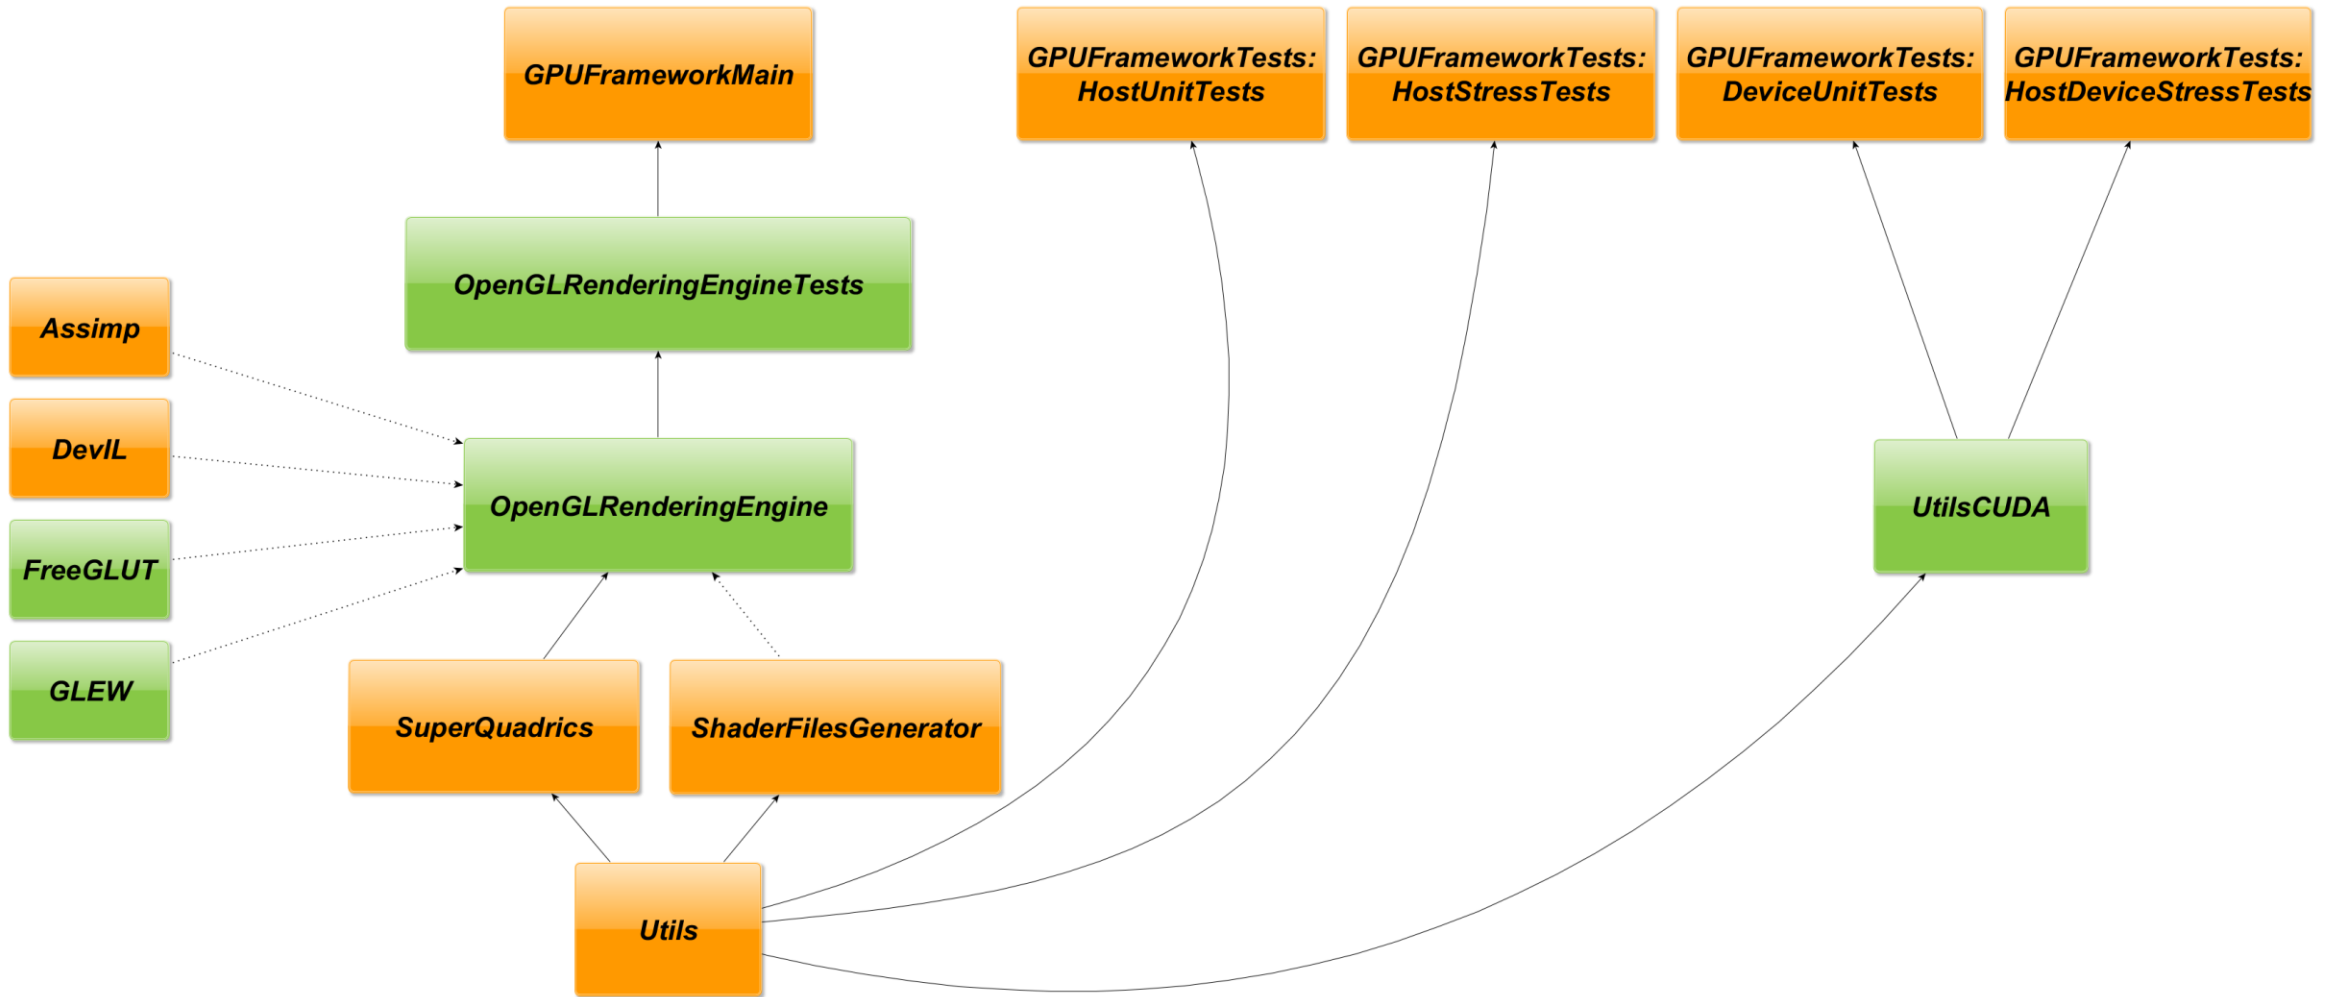 GPUFrameworkMain
GPUFrameworkTests:
HostUnitTests
GPUFrameworkTests:
HostStressTests
GPUFrameworkTests:
DeviceUnitTests
GPUFrameworkTests:
HostDeviceStressTests
OpenGLRenderingEngineTests
Assimp
DevIL
FreeGLUT
GLEW
OpenGLRenderingEngine
UtilsCUDA
SuperQuadrics
ShaderFilesGenerator
Utils